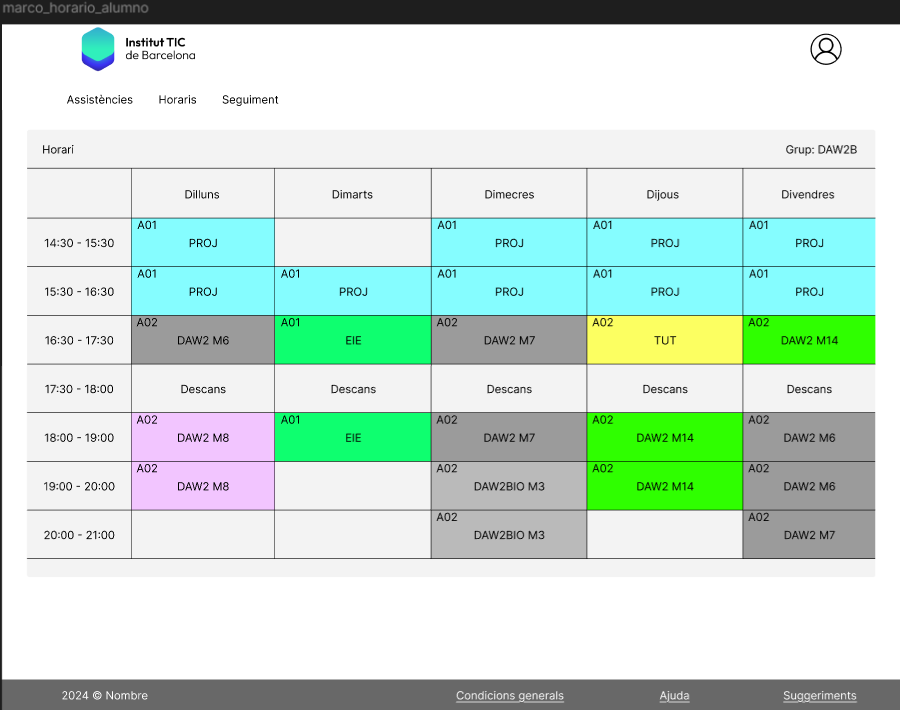 marco_horario_alumno
Institut TIC
de Barcelona
Assistències Horaris Seguiment
Horari Grup: DAW2B
Dilluns Dimarts Dimecres Dijous Divendres
A01 A01 A01 A01
14:30 - 15:30 PROJ PROJ PROJ PROJ
A01 A01 A01 A01 A01
15:30 - 16:30 PROJ PROJ PROJ PROJ PROJ
A02 A01 A02 A02 A02
16:30 - 17:30 DAW2 M6 EIE DAW2 M7 TUT DAW2 M14
17:30 - 18:00 Descans Descans Descans Descans Descans
A02 A01 A02 A02 A02
18:00 - 19:00 DAW2 M8 EIE DAW2 M7 DAW2 M14 DAW2 M6
A02 A02 A02 A02
19:00 - 20:00 DAW2 M8 DAW2BIO M3 DAW2 M14 DAW2 M6
A02 A02
20:00 - 21:00 DAW2BIO M3 DAW2 M7
2024 © Nombre Condicions generals Ajuda Suggeriments